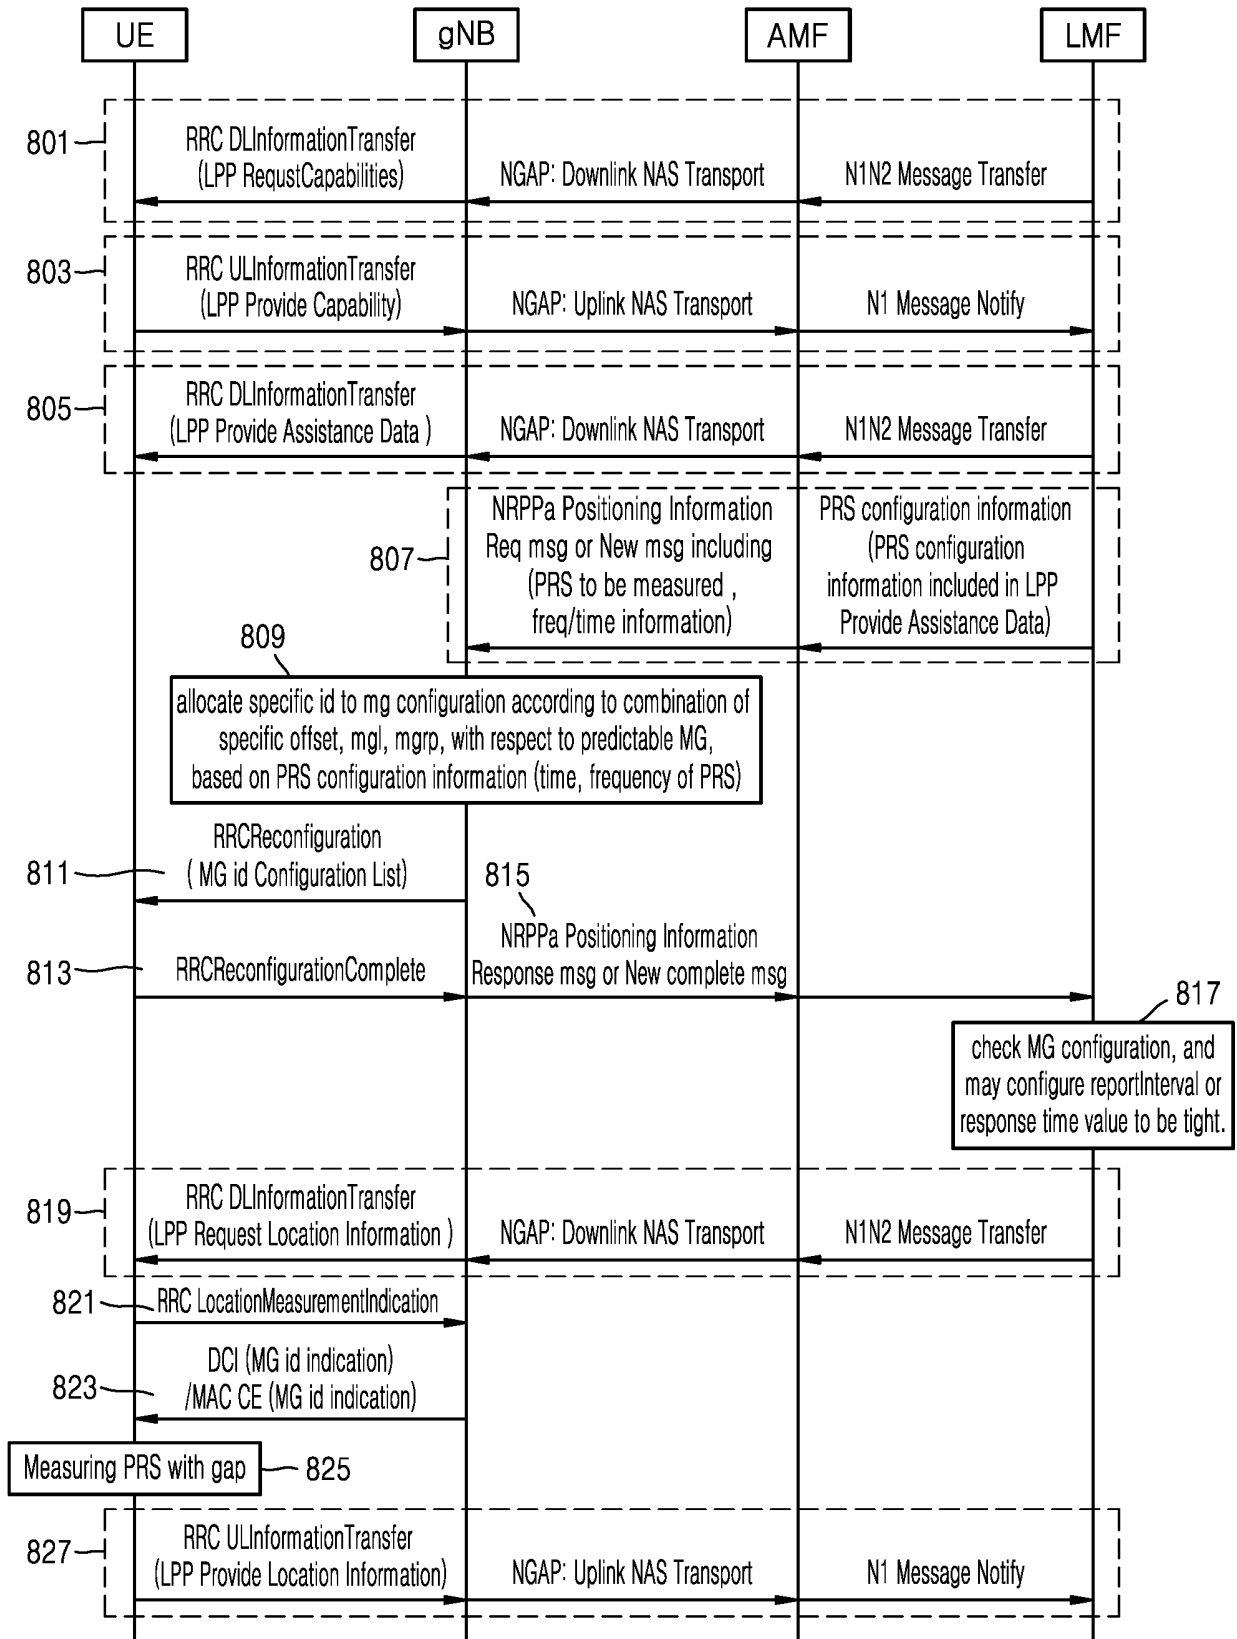 UE
gNB
AMF
LMF
801
RRC DLInformationTransfer
(LPP RequstCapabilities)
NGAP: Downlink NAS Transport
N1N2 Message Transfer
803
RRC ULInformationTransfer
(LPP Provide Capability)
NGAP: Uplink NAS Transport
N1 Message Notify
805
RRC DLInformationTransfer
(LPP Provide Assistance Data )
NGAP: Downlink NAS Transport
N1N2 Message Transfer
807
NRPPa Positioning Information
Req msg or New msg including
(PRS to be measured ,
freq/time information)
PRS configuration information
(PRS configuration
information included in LPP
Provide Assistance Data)
809
allocate specific id to mg configuration according to combination of
specific offset, mgl, mgrp, with respect to predictable MG,
based on PRS configuration information (time, frequency of PRS)
811
RRCReconfiguration
( MG id Configuration List)
813
RRCReconfigurationComplete
815
NRPPa Positioning Information
Response msg or New complete msg
817
check MG configuration, and
may configure reportInterval or
response time value to be tight.
819
RRC DLInformationTransfer
(LPP Request Location Information )
NGAP: Downlink NAS Transport
N1N2 Message Transfer
821
RRC LocationMeasurementIndication
823
DCI (MG id indication)
/MAC CE (MG id indication)
Measuring PRS with gap
825
827
RRC ULInformationTransfer
(LPP Provide Location Information)
NGAP: Uplink NAS Transport
N1 Message Notify